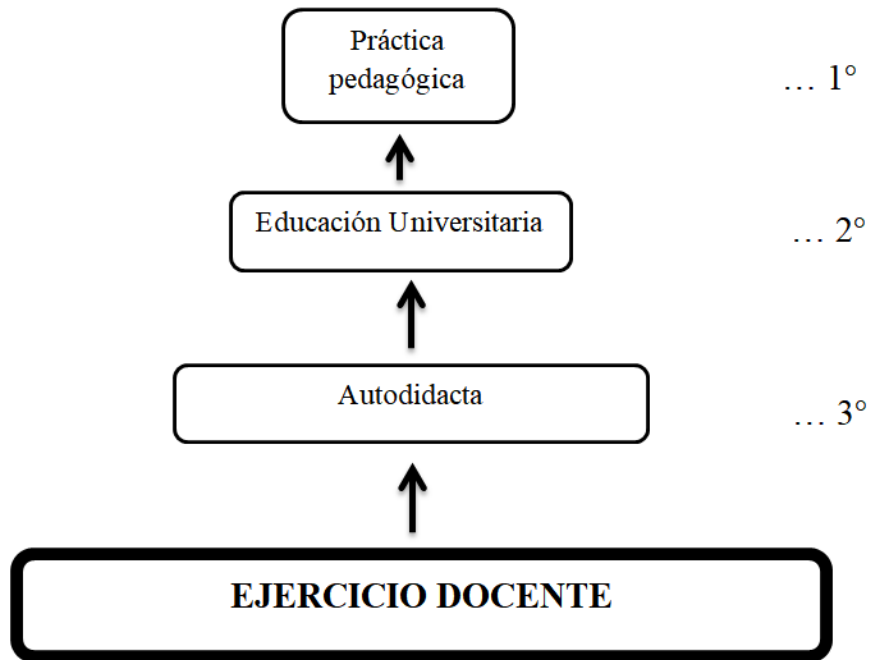 Práctica
pedagógica
… 1°
Educación Universitaria
… 2°
Autodidacta
… 3°
EJERCICIO DOCENTE